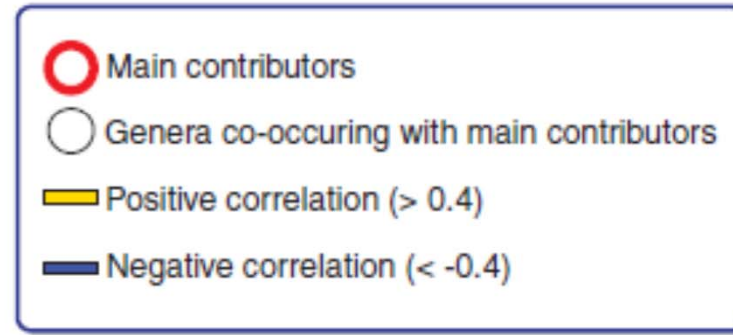 Main contributors
Genera co-occuring with main contributors
Positive correlation (> 0.4)
Negative correlation (< -0.4)